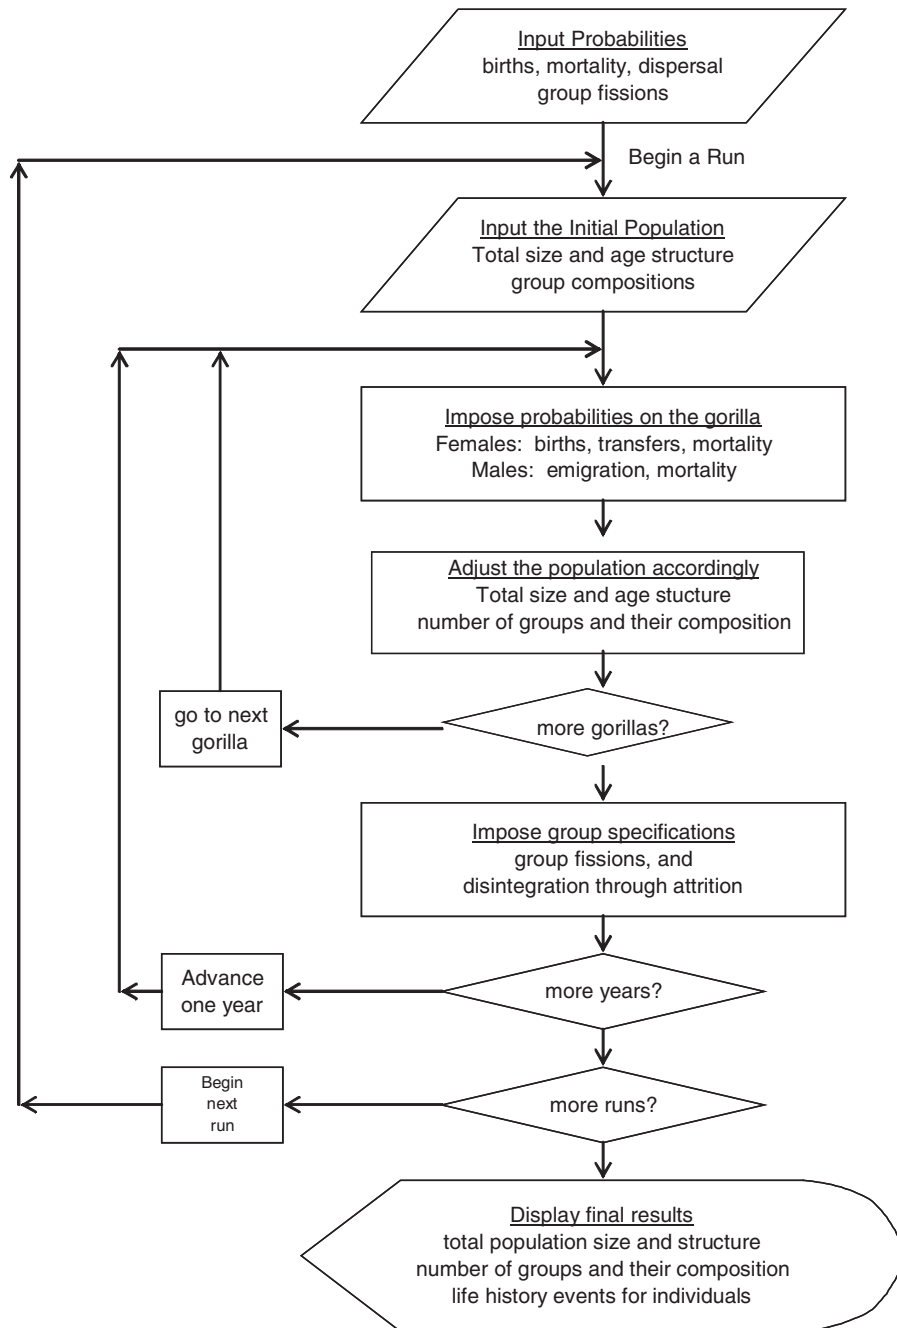 Input Probabilities
births, mortality, dispersal
group fissions
Begin a Run
Input the Initial Population
Total size and age structure
group compositions
Impose probabilities on the gorilla
Females: births, transfers, mortality
Males: emigration, mortality
Adjust the population accordingly
Total size and age stucture
number of groups and their composition
go to next
gorilla
more gorillas?
Impose group specifications
group fissions, and
disintegration through attrition
Advance
one year
more years?
Begin
next
run
more runs?
Display final results
total population size and structure
number of groups and their composition
life history events for individuals